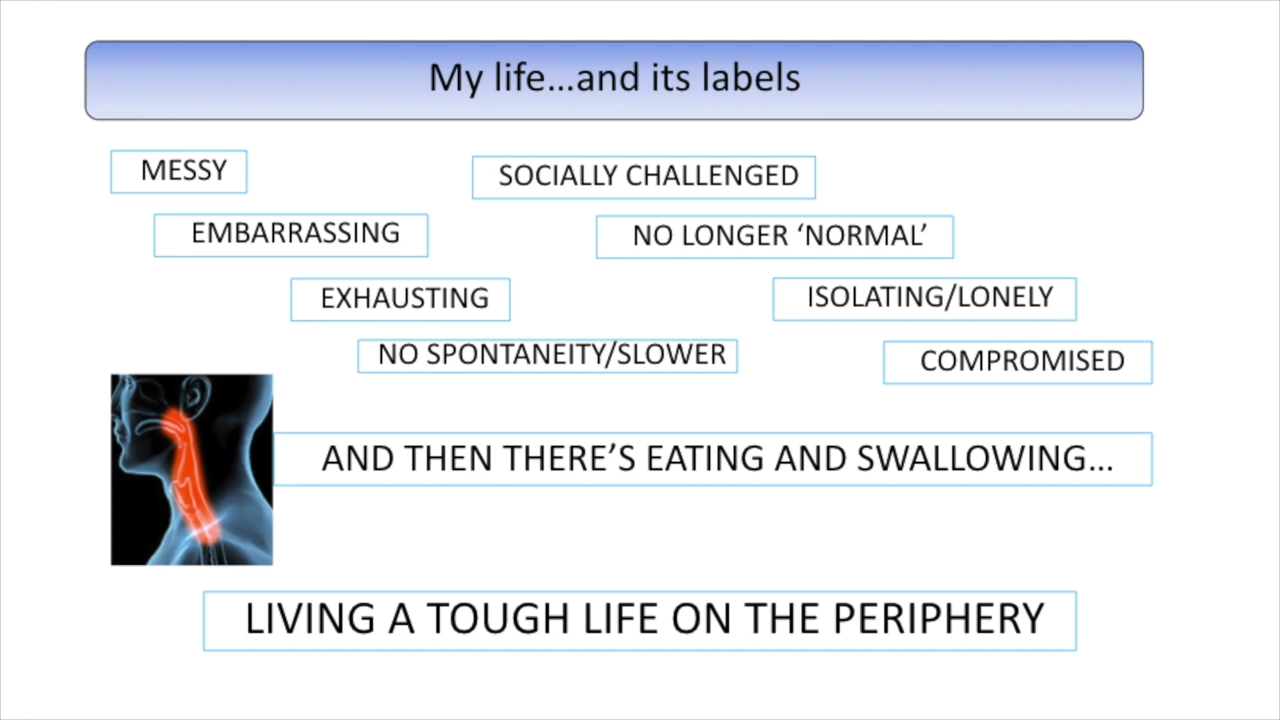 My life...and its labels
MESSY
SOCIALLY CHALLENGED
EMBARRASSING
NO LONGER ‘NORMAL’
EXHAUSTING
ISOLATING/LONELY
NO SPONTANEITY/SLOWER
COMPROMISED
AND THEN THERE’S EATING AND SWALLOWING...
LIVING A TOUGH LIFE ON THE PERIPHERY